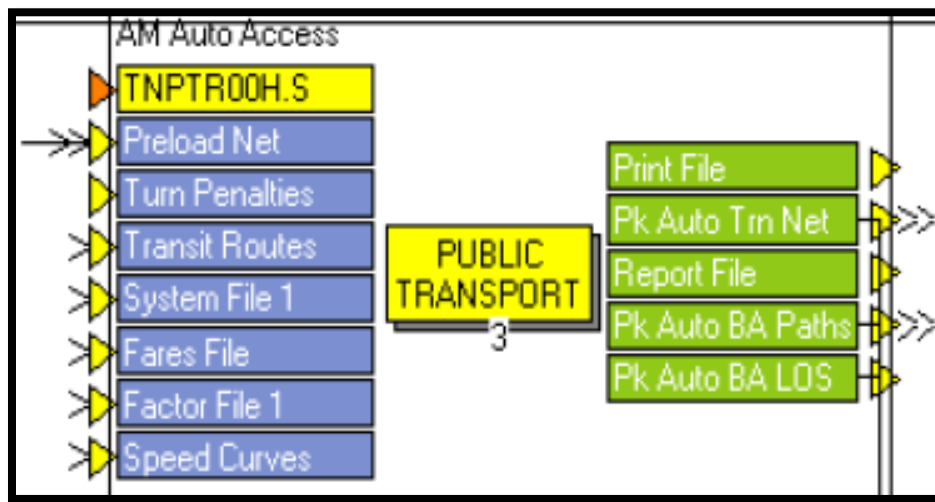 AM Auto Access
TNPTR00H.S
Preload Net
Turn Penalties
Transit Routes
System File 1
Fares File
Factor File 1
Speed Curves
PUBLIC
TRANSPORT
3
Print File
Pk Auto Trn Net
Report File
Pk Auto BA Paths
Pk Auto BA LOS